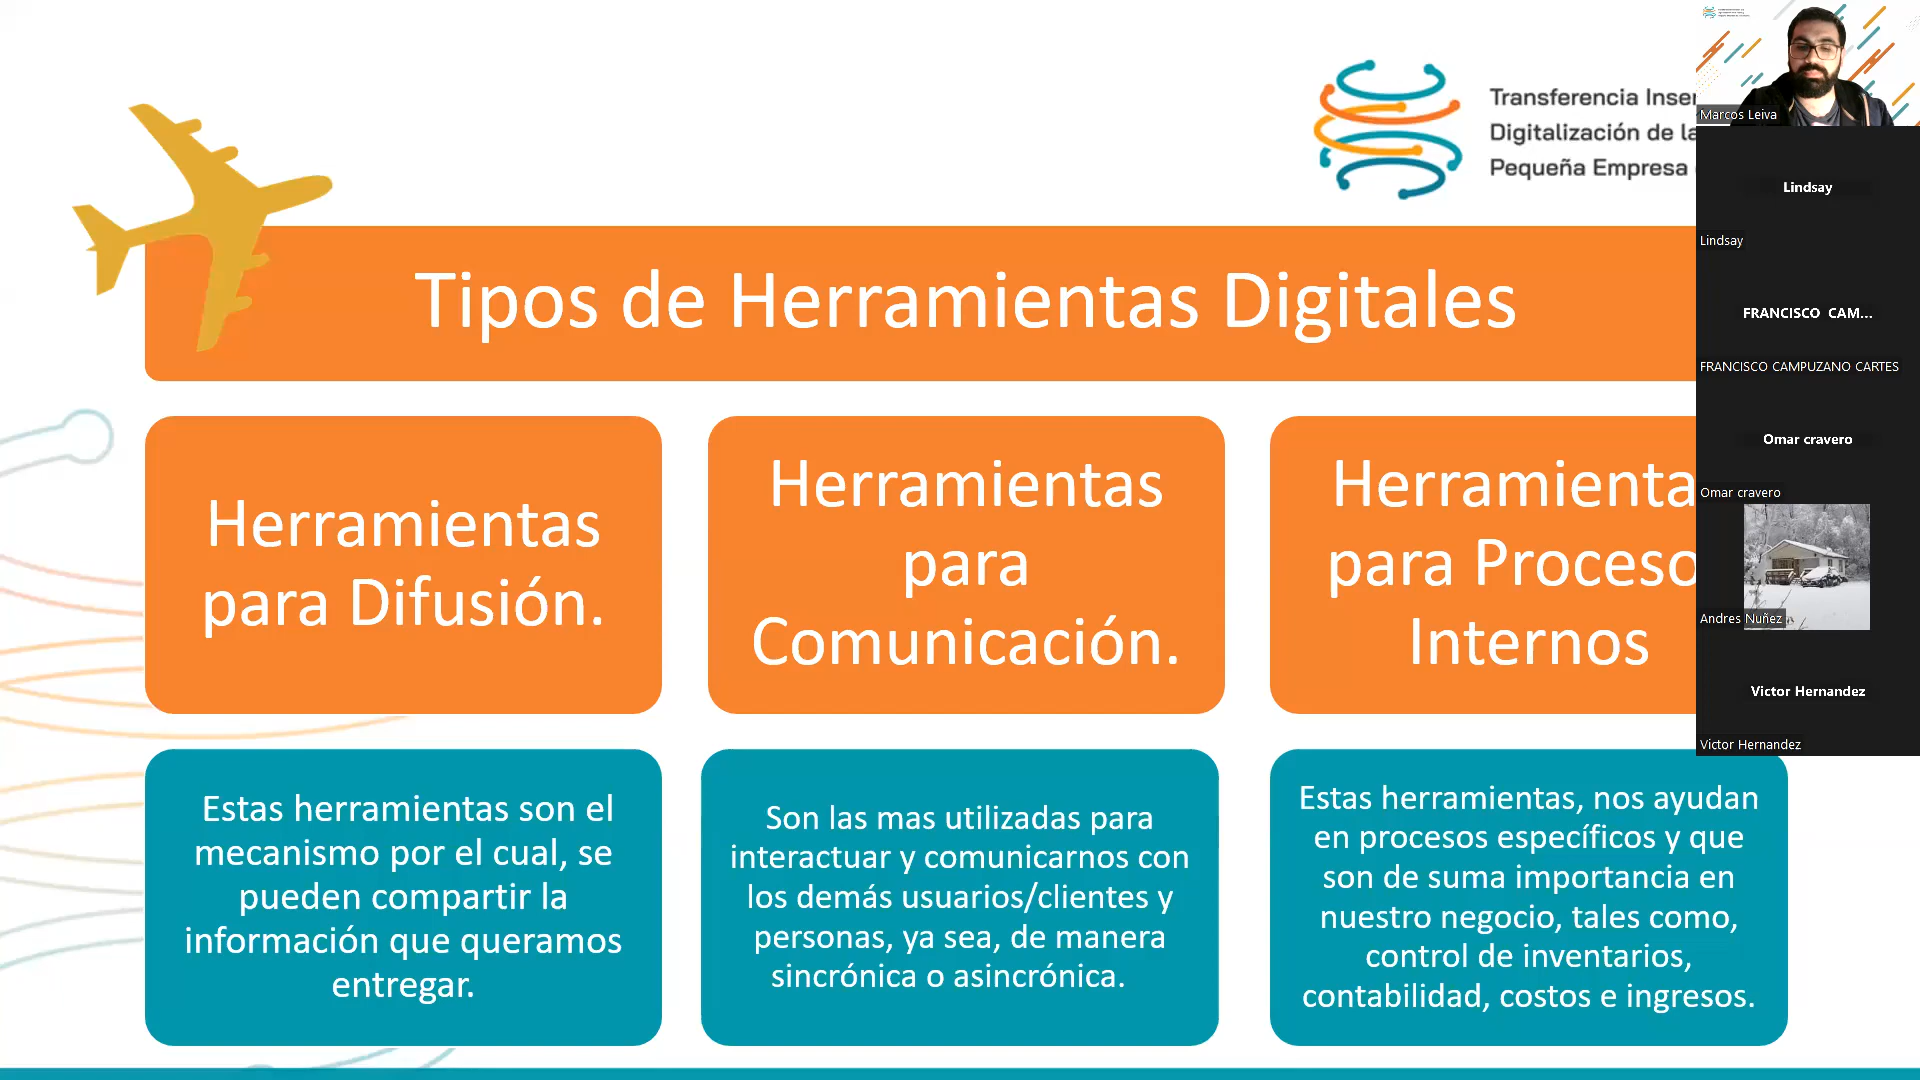 Transferencia Inser
Digitalización de la
Pequeña Empresa
Tipos de Herramientas Digitales
Herramientas
para Difusión.
Herramientas
para
Comunicación.
Herramienta
para Proceso
Internos
Estas herramientas son el
mecanismo por el cual, se
pueden compartir la
información que queramos
entregar.
Son las mas utilizadas para
interactuar y comunicarnos con
los demás usuarios/clientes y
personas, ya sea, de manera
sincrónica o asincrónica.
Estas herramientas, nos ayudan
en procesos específicos y que
son de suma importancia en
nuestro negocio, tales como,
control de inventarios,
contabilidad, costos e ingresos.
Marcos Leiva
Lindsay
Lindsay
FRANCISCO CAM...
FRANCISCO CAMPUZANO CARTES
Omar cravero
Omar cravero
Andres Nuñez
Victor Hernandez
Victor Hernandez